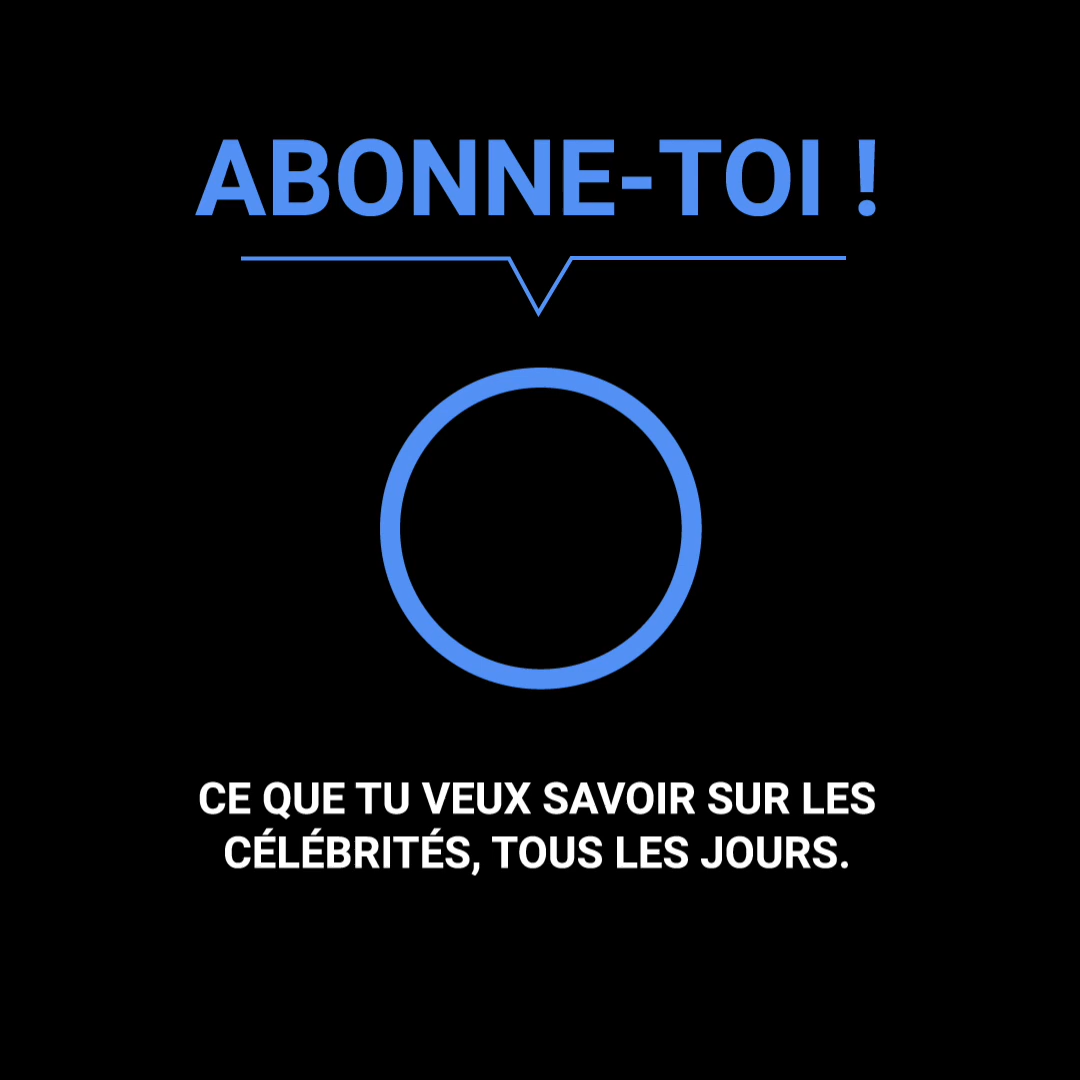 ABONNE-TOI !
CE QUE TU VEUX SAVOIR SUR LES
CÉLÉBRITÉS, TOUS LES JOURS.